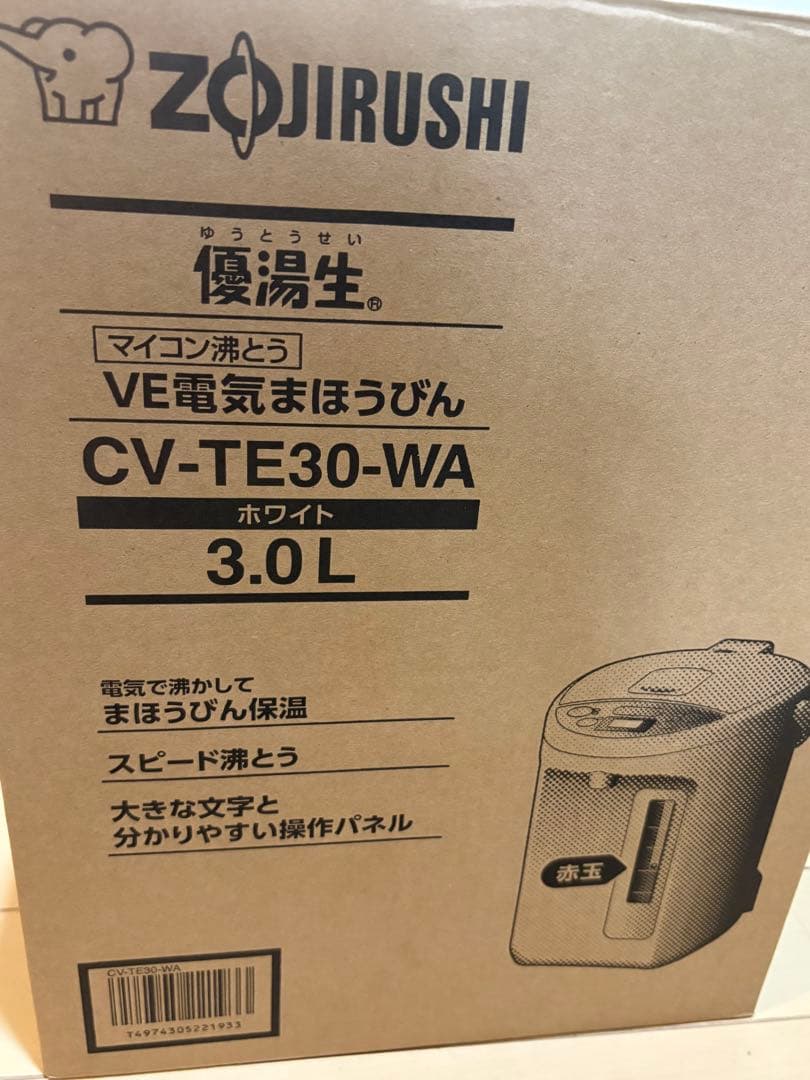 ZOJIRUSHI
ゆうとうせい
優湯生®
マイコン沸とう
VE電気まほうびん
CV-TE30-WA
ホワイト
3.0L
電気で沸かして
まほうびん保温
スピード沸とう
大きな文字と
分かりやすい操作パネル
赤玉
CV-TE30-WA
T4974305221933